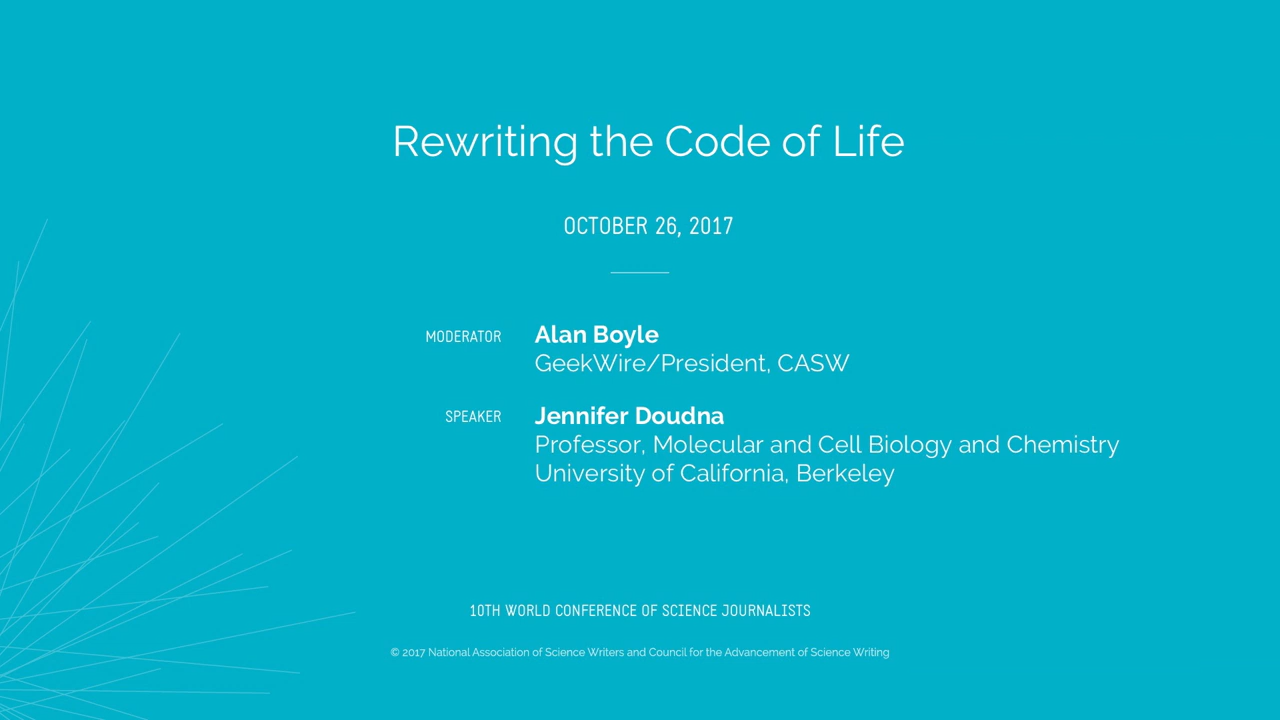 Rewriting the Code of Life
OCTOBER 26, 2017
MODERATOR Alan Boyle
GeekWire/President, CASW
SPEAKER Jennifer Doudna
Professor, Molecular and Cell Biology and Chemistry
University of California, Berkeley
10TH WORLD CONFERENCE OF SCIENCE JOURNALISTS
© 2017 National Association of Science Writers and Council for the Advancement of Science Writing